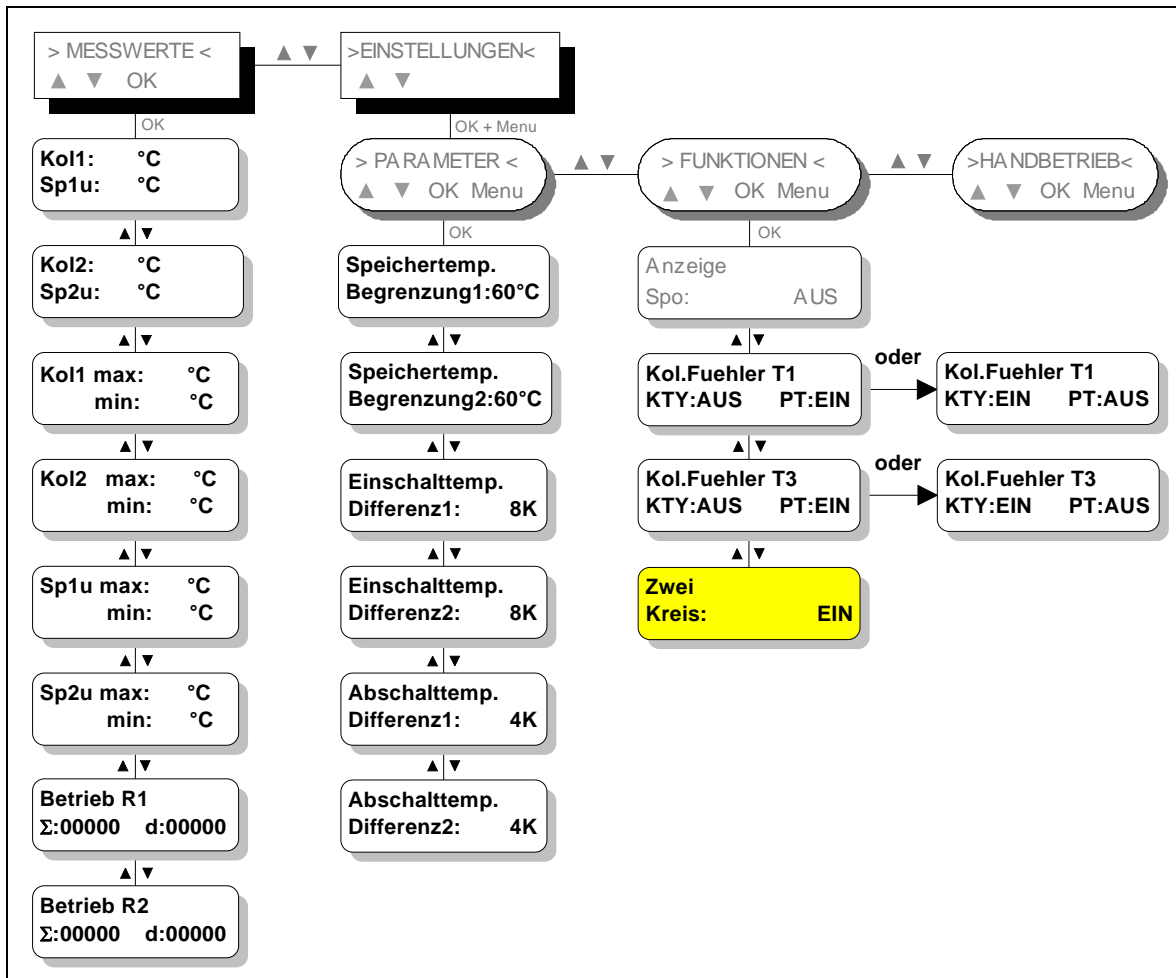 > MESSWERTE <
▲ ▼ OK
▲ ▼
>EINSTELLUNGEN<
▲ ▼
OK
Kol1: °C
Sp1u: °C
▲ ▼
Kol2: °C
Sp2u: °C
▲ ▼
Kol1 max: °C
min: °C
▲ ▼
Kol2 max: °C
min: °C
▲ ▼
Sp1u max: °C
min: °C
▲ ▼
Sp2u max: °C
min: °C
▲ ▼
Betrieb R1
Σ:00000 d:00000
▲ ▼
Betrieb R2
Σ:00000 d:00000
OK + Menu
> PARAMETER <
▲ ▼ OK Menu
▲ ▼
> FUNKTIONEN <
▲ ▼ OK Menu
▲ ▼
>HANDBETRIEB<
▲ ▼ OK Menu
OK
Speichertemp.
Begrenzung1:60°C
▲ ▼
Speichertemp.
Begrenzung2:60°C
▲ ▼
Einschalttemp.
Differenz1: 8K
▲ ▼
Einschalttemp.
Differenz2: 8K
▲ ▼
Abschalttemp.
Differenz1: 4K
▲ ▼
Abschalttemp.
Differenz2: 4K
OK
Anzeige
Spo: AUS
▲ ▼
Kol.Fuehler T1
KTY:AUS PT:EIN
oder
Kol.Fuehler T1
KTY:EIN PT:AUS
▲ ▼
Kol.Fuehler T3
KTY:AUS PT:EIN
oder
Kol.Fuehler T3
KTY:EIN PT:AUS
▲ ▼
Zwei
Kreis: EIN